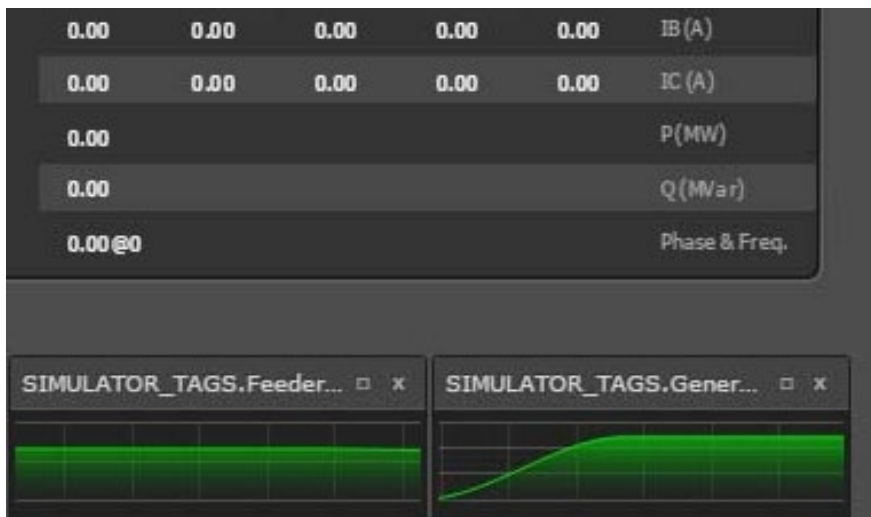 0.00 0.00 0.00 0.00 0.00 IB (A)
0.00 0.00 0.00 0.00 0.00 IC (A)
0.00 P(MW)
0.00 Q(MVar)
0.00@0 Phase & Freq.
SIMULATOR_TAGS.Feeder... □ x
SIMULATOR_TAGS.Gener... □ x